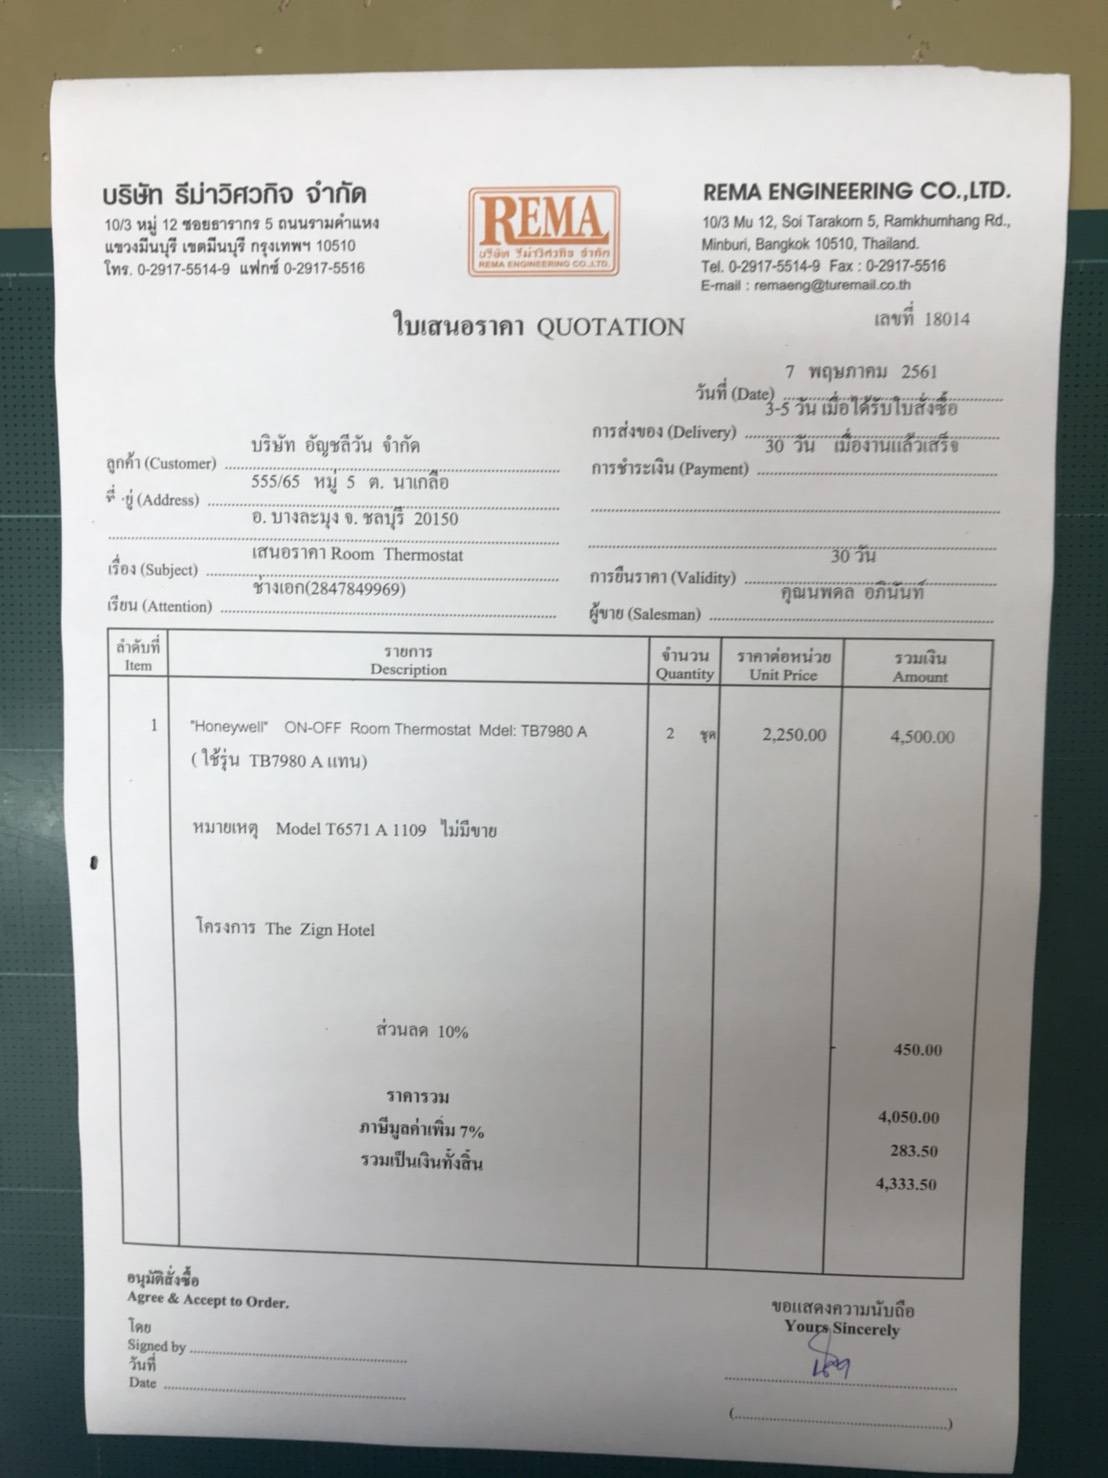 บริษัท รีม่าวิศวกิจ จำกัด
10/3 หมู่ 12 ซอยธารากร 5 ถนนรามคำแหง
แขวงมีนบุรี เขตมีนบุรี กรุงเทพฯ 10510
โทร. 0-2917-5514-9 แฟกซ์ 0-2917-5516
REMA
บริษัท รีม่าวิศวกิจ จำกัด
REMA ENGINEERING CO.,LTD.
REMA ENGINEERING CO.,LTD.
10/3 Mu 12, Soi Tarakorn 5, Ramkhumhang Rd.,
Minburi, Bangkok 10510, Thailand.
Tel. 0-2917-5514-9 Fax : 0-2917-5516
E-mail : remaeng@turemail.co.th
ใบเสนอราคา QUOTATION
เลขที่ 18014
วันที่ (Date) 7 พฤษภาคม 2561
การส่งของ (Delivery) 3-5 วัน เมื่อได้รับใบสั่งซื้อ
การชำระเงิน (Payment) 30 วัน เมื่องานแล้วเสร็จ
ลูกค้า (Customer) บริษัท อัญชลีวัน จำกัด
ที่ ยู่ (Address) 555/65 หมู่ 5 ต. นาเกลือ
อ. บางละมุง จ. ชลบุรี 20150
เรื่อง (Subject) เสนอราคา Room Thermostat
เรียน (Attention) ช่างเอก(2847849969)
การยืนราคา (Validity) 30 วัน
ผู้ขาย (Salesman) คุณนพดล อภินันท์
ลำดับที่ รายการ จำนวน ราคาต่อหน่วย รวมเงิน
Item Description Quantity Unit Price Amount
1 "Honeywell" ON-OFF Room Thermostat Mdel: TB7980 A 2 ชุด 2,250.00 4,500.00
( ใช้รุ่น TB7980 A แทน)
หมายเหตุ Model T6571 A 1109 ไม่มีขาย
โครงการ The Zign Hotel
ส่วนลด 10% - 450.00
ราคารวม 4,050.00
ภาษีมูลค่าเพิ่ม 7% 283.50
รวมเป็นเงินทั้งสิ้น 4,333.50
อนุมัติสั่งซื้อ
Agree & Accept to Order.
โดย
Signed by
วันที่
Date
ขอแสดงความนับถือ
Yours Sincerely